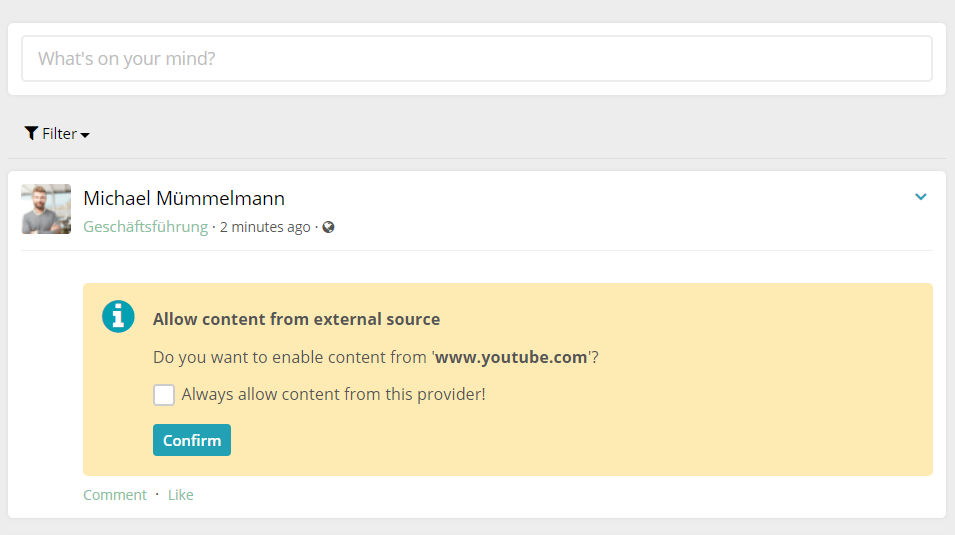 What's on your mind?
Filter
Michael Mümmelmann
Geschäftsführung · 2 minutes ago ·
Allow content from external source
Do you want to enable content from 'www.youtube.com'?
Always allow content from this provider!
Confirm
Comment · Like